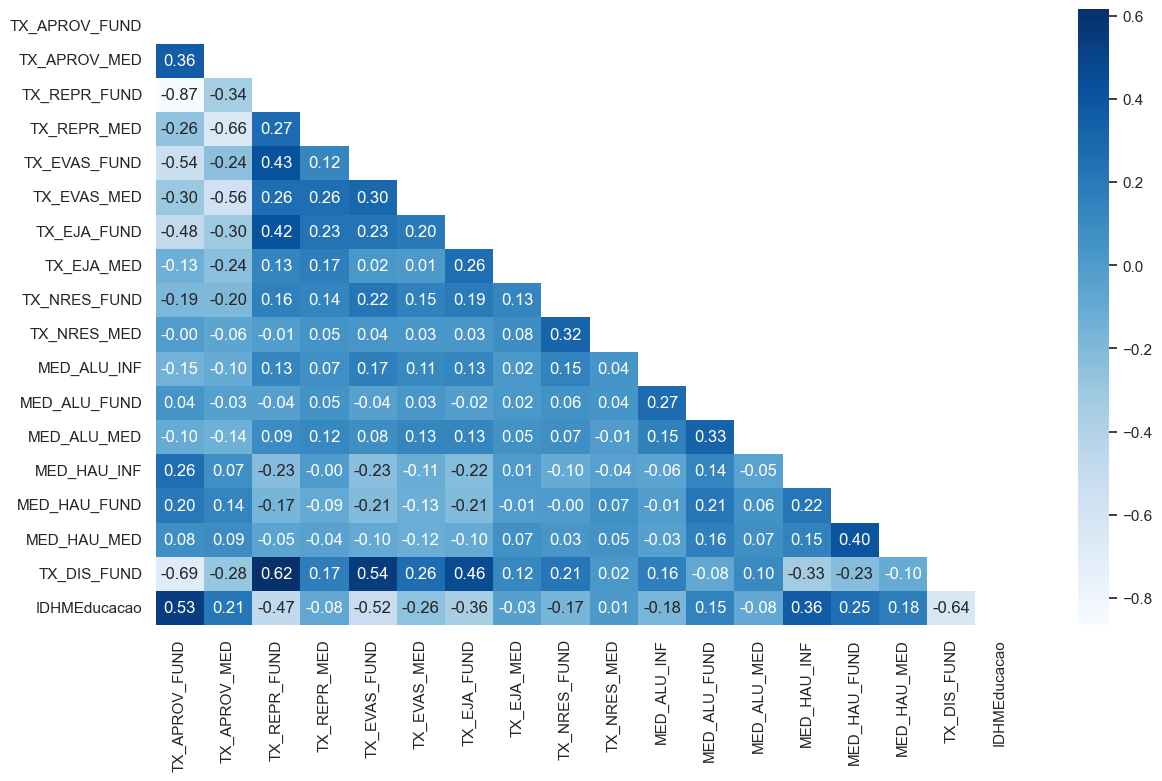 TX_APROV_FUND
TX_APROV_MED 0.36
TX_REPR_FUND -0.87 -0.34
TX_REPR_MED -0.26 -0.66 0.27
TX_EVAS_FUND -0.54 -0.24 0.43 0.12
TX_EVAS_MED -0.30 -0.56 0.26 0.26 0.30
TX_EJA_FUND -0.48 -0.30 0.42 0.23 0.23 0.20
TX_EJA_MED -0.13 -0.24 0.13 0.17 0.02 0.01 0.26
TX_NRES_FUND -0.19 -0.20 0.16 0.14 0.22 0.15 0.19 0.13
TX_NRES_MED -0.00 -0.06 -0.01 0.05 0.04 0.03 0.03 0.08 0.32
MED_ALU_INF -0.15 -0.10 0.13 0.07 0.17 0.11 0.13 0.02 0.15 0.04
MED_ALU_FUND 0.04 -0.03 -0.04 0.05 -0.04 0.03 -0.02 0.02 0.06 0.04 0.27
MED_ALU_MED -0.10 -0.14 0.09 0.12 0.08 0.13 0.13 0.05 0.07 -0.01 0.15 0.33
MED_HAU_INF 0.26 0.07 -0.23 -0.00 -0.23 -0.11 -0.22 0.01 -0.10 -0.04 -0.06 0.14 -0.05
MED_HAU_FUND 0.20 0.14 -0.17 -0.09 -0.21 -0.13 -0.21 -0.01 -0.00 0.07 -0.01 0.21 0.06 0.22
MED_HAU_MED 0.08 0.09 -0.05 -0.04 -0.10 -0.12 -0.10 0.07 0.03 0.05 -0.03 0.16 0.07 0.15 0.40
TX_DIS_FUND -0.69 -0.28 0.62 0.17 0.54 0.26 0.46 0.12 0.21 0.02 0.16 -0.08 0.10 -0.33 -0.23 -0.10
IDHMEducacao 0.53 0.21 -0.47 -0.08 -0.52 -0.26 -0.36 -0.03 -0.17 0.01 -0.18 0.15 -0.08 0.36 0.25 0.18 -0.64
TX_APROV_FUND
TX_APROV_MED
TX_REPR_FUND
TX_REPR_MED
TX_EVAS_FUND
TX_EVAS_MED
TX_EJA_FUND
TX_EJA_MED
TX_NRES_FUND
TX_NRES_MED
MED_ALU_INF
MED_ALU_FUND
MED_ALU_MED
MED_HAU_INF
MED_HAU_FUND
MED_HAU_MED
TX_DIS_FUND
IDHMEducacao
0.6
0.4
0.2
0.0
−0.2
−0.4
−0.6
−0.8